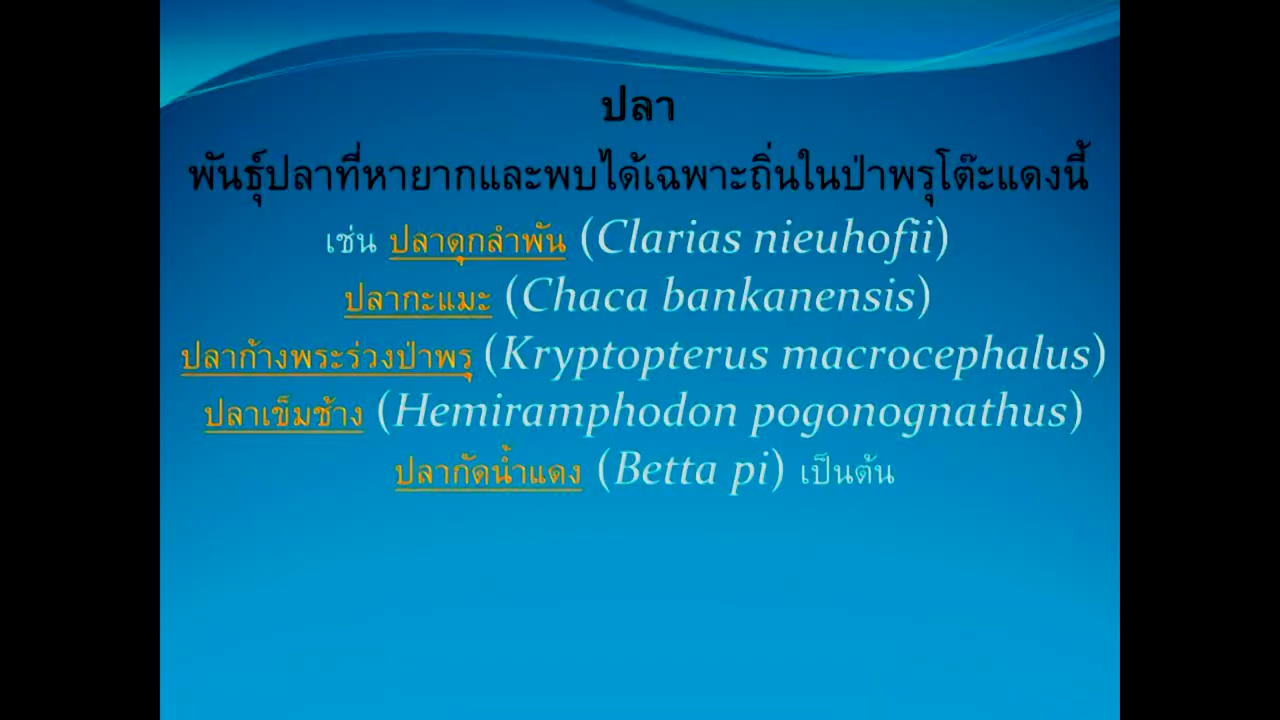 ปลา
พันธุ์ปลาที่หายากและพบได้เฉพาะถิ่นในป่าพรุโต๊ะแดงนี้
เช่น ปลาดุกลำพัน (Clarias nieuhofii)
ปลากะแมะ (Chaca bankanensis)
ปลาก้างพระร่วงป่าพรุ (Kryptopterus macrocephalus)
ปลาเข็มช้าง (Hemiramphodon pogonognathus)
ปลากัดน้ำแดง (Betta pi) เป็นต้น